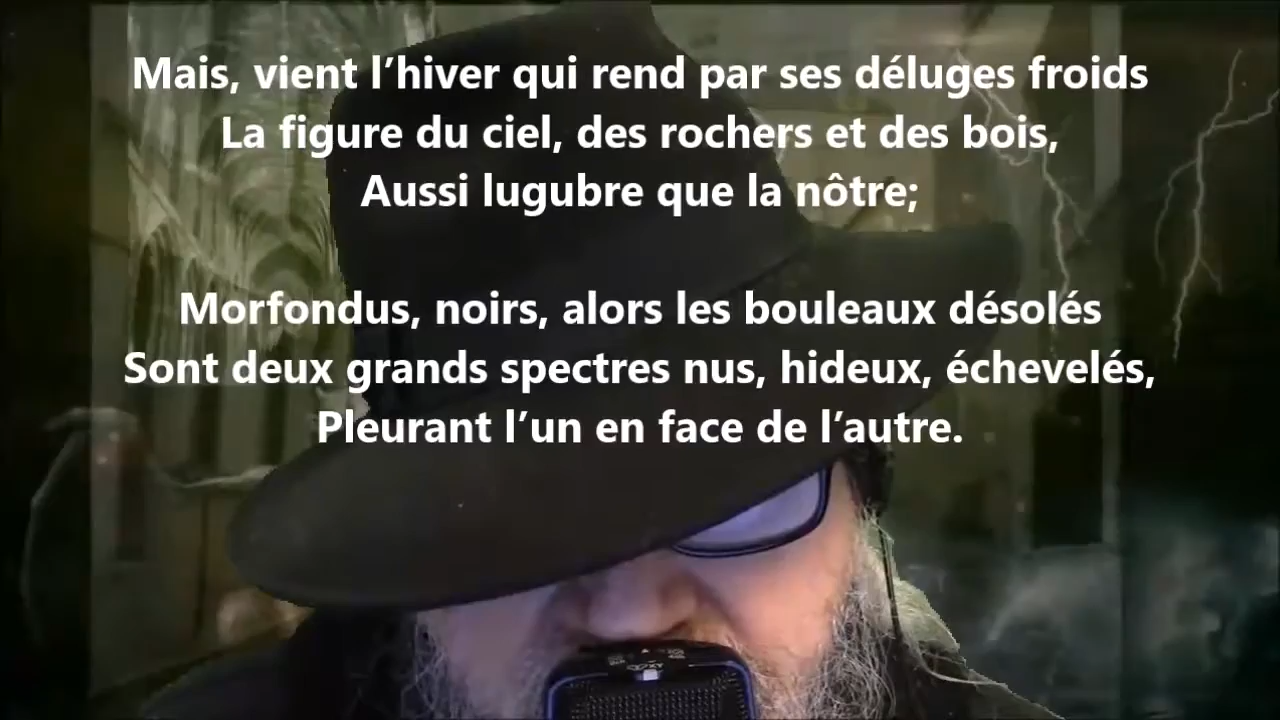 Mais, vient l’hiver qui rend par ses déluges froids
La figure du ciel, des rochers et des bois,
Aussi lugubre que la nôtre;
Morfondus, noirs, alors les bouleaux désolés
Sont deux grands spectres nus, hideux, échevelés,
Pleurant l’un en face de l’autre.